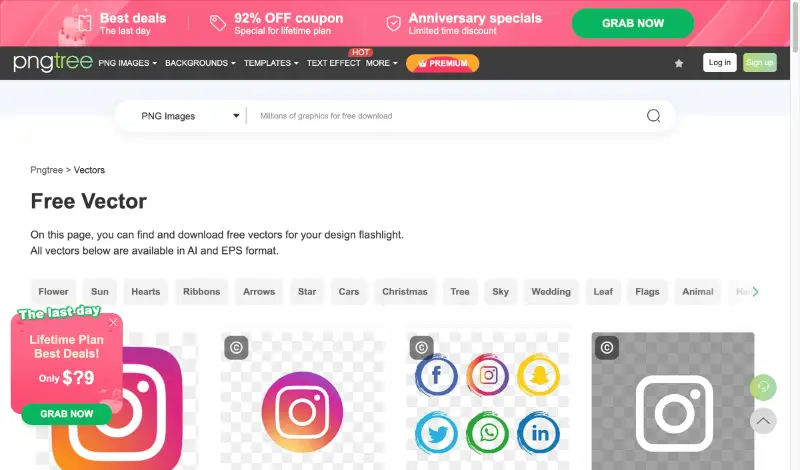 Best deals
The last day
92% OFF coupon
Special for lifetime plan
Anniversary specials
Limited time discount
GRAB NOW
pngtree
PNG IMAGES
BACKGROUNDS
TEMPLATES
TEXT EFFECT
HOT
MORE
PREMIUM
Log in
Sign up
PNG Images
Millions of graphics for free download
Pngtree > Vectors
Free Vector
On this page, you can find and download free vectors for your design flashlight.
All vectors below are available in AI and EPS format.
Flower
Sun
Hearts
Ribbons
Arrows
Star
Cars
Christmas
Tree
Sky
Wedding
Leaf
Flags
Animal
The last day
Lifetime Plan
Best Deals!
Only $?9
GRAB NOW